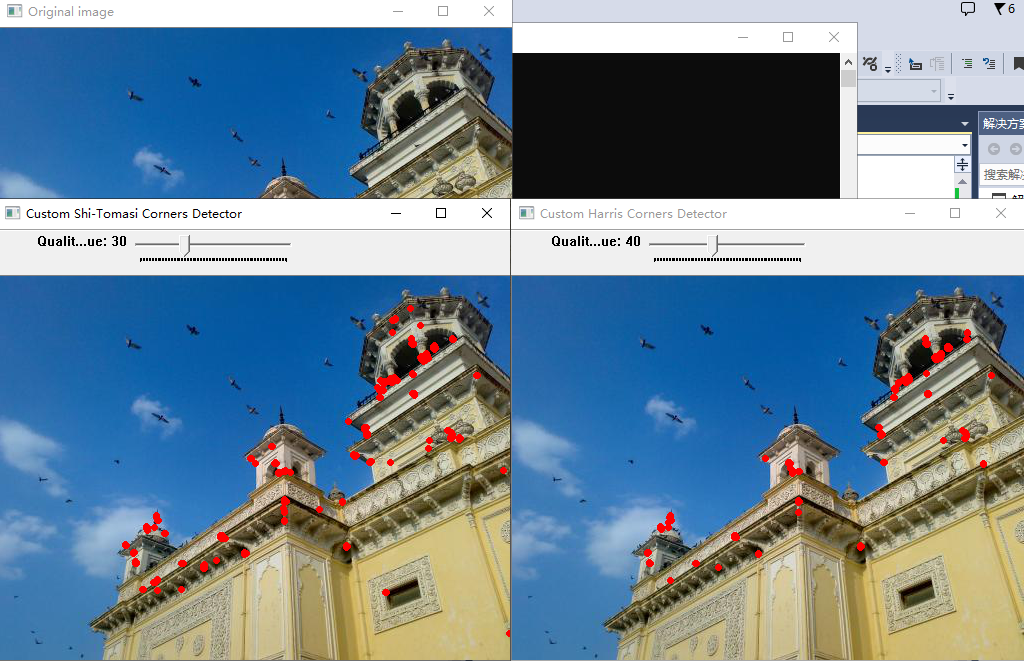 Original image
6
解决方案
搜索解决
Custom Shi-Tomasi Corners Detector
Custom Harris Corners Detector
Qualit...ue: 30
Qualit...ue: 40